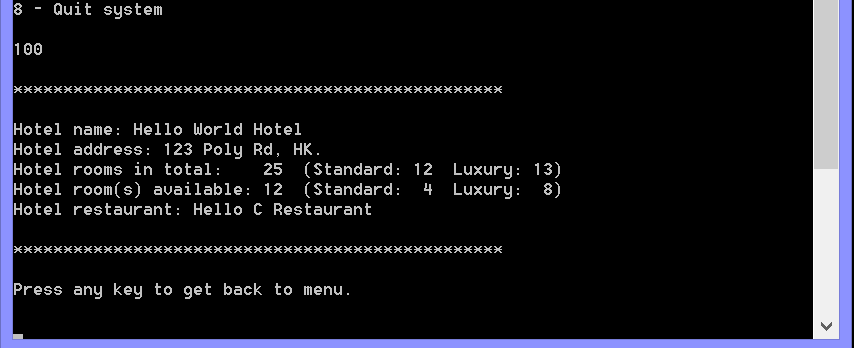 8 - Quit system
100
*************************************************
Hotel name: Hello World Hotel
Hotel address: 123 Poly Rd, HK.
Hotel rooms in total:    25  (Standard: 12  Luxury: 13)
Hotel room(s) available: 12  (Standard:  4  Luxury:  8)
Hotel restaurant: Hello C Restaurant
*************************************************
Press any key to get back to menu.